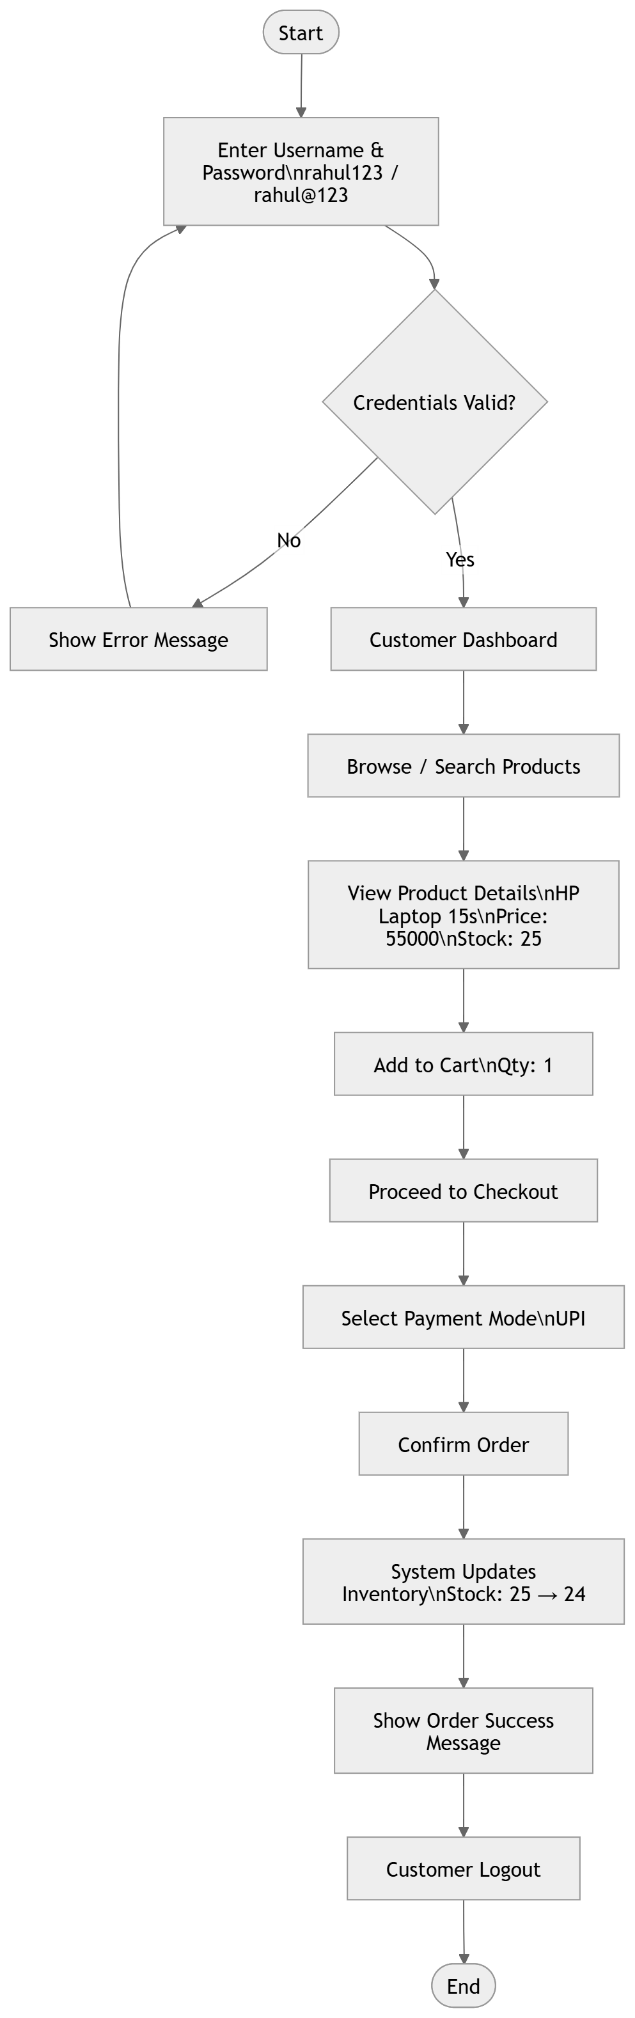 Start
Enter Username &
Password\nrahul123 /
rahul@123
Credentials Valid?
No
Yes
Show Error Message
Customer Dashboard
Browse / Search Products
View Product Details\nHP
Laptop 15s\nPrice:
55000\nStock: 25
Add to Cart\nQty: 1
Proceed to Checkout
Select Payment Mode\nUPI
Confirm Order
System Updates
Inventory\nStock: 25 → 24
Show Order Success
Message
Customer Logout
End